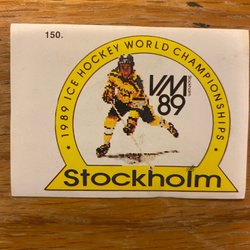 150.
• 1989 ICE HOCKEY WORLD CHAMPIONSHIPS •
VM
89
Stockholm